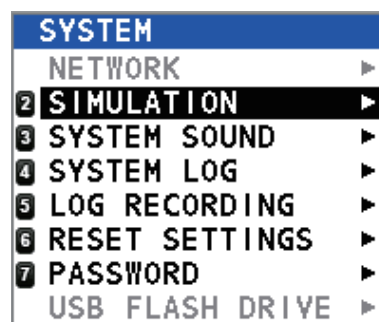 SYSTEM
NETWORK
2 SIMULATION
3 SYSTEM SOUND
4 SYSTEM LOG
5 LOG RECORDING
6 RESET SETTINGS
7 PASSWORD
USB FLASH DRIVE